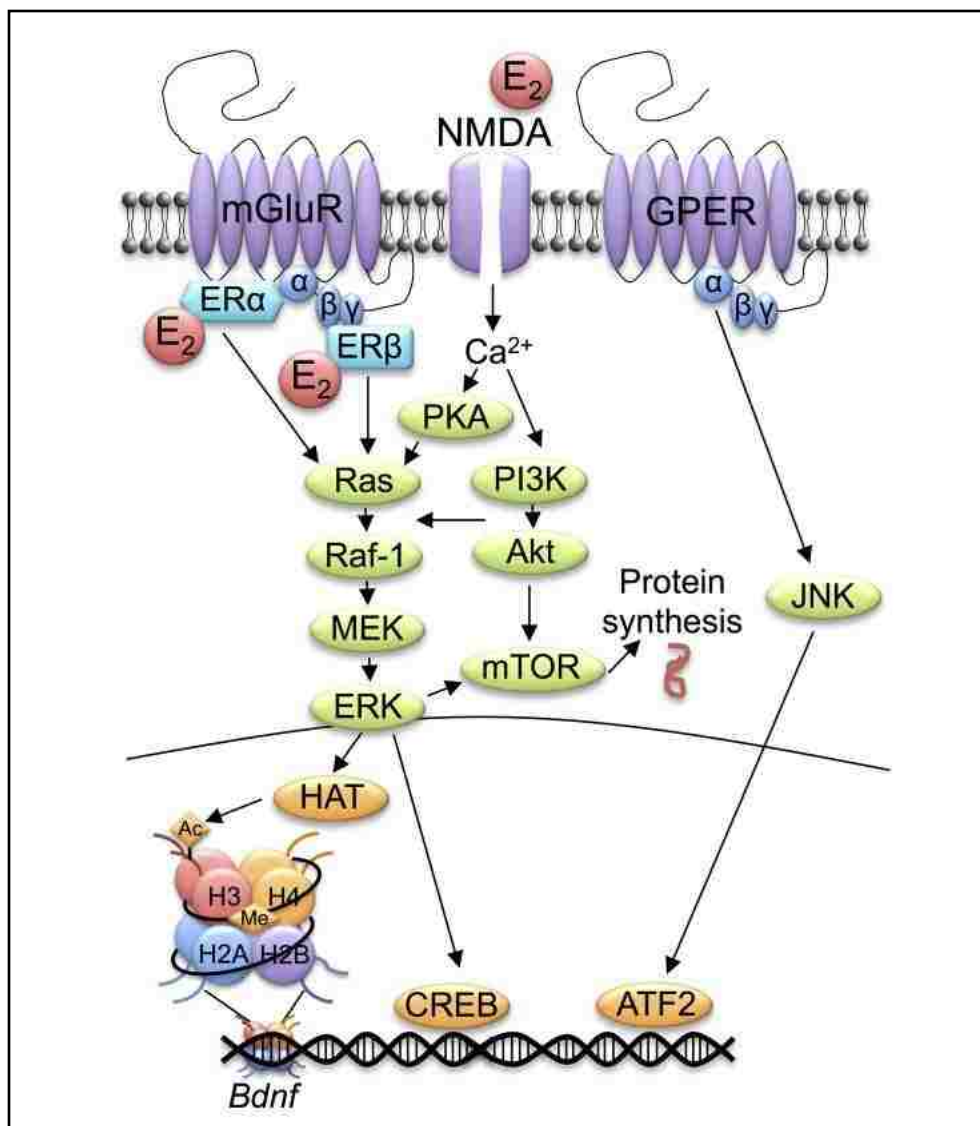 E₂
NMDA
mGluR
GPER
α
β γ
ERα
E₂
ERβ
E₂
α
β γ
Ca²⁺
PKA
Ras
PI3K
Raf-1
Akt
MEK
Protein
synthesis
JNK
mTOR
ERK
HAT
Ac
H3 H4
Me
H2A H2B
CREB
ATF2
Bdnf